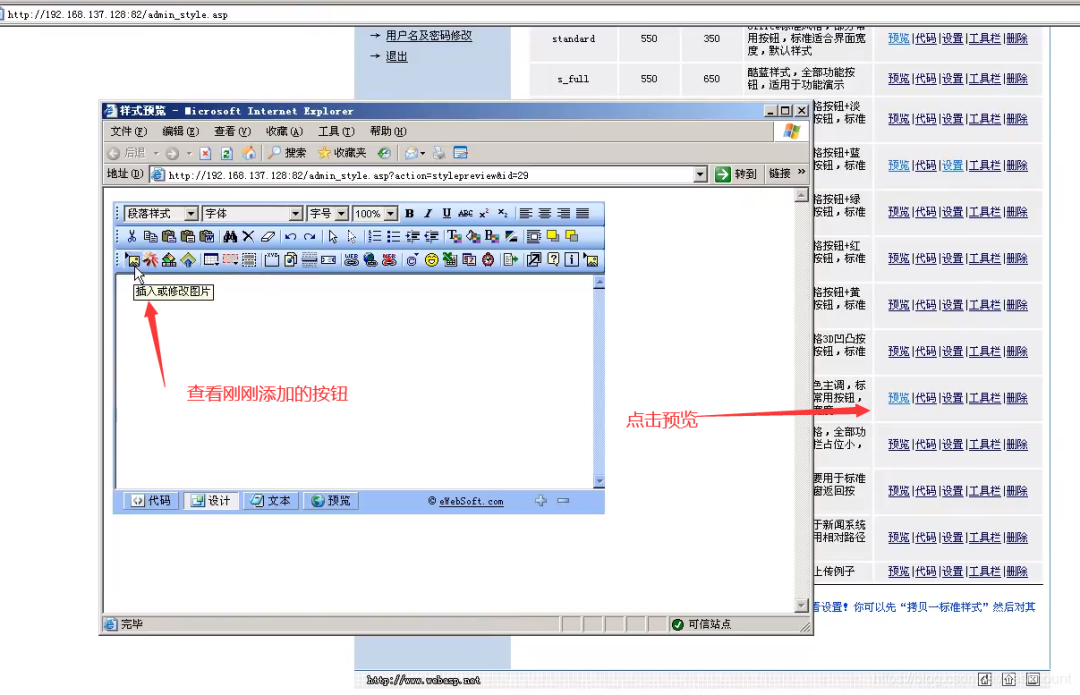 http://192.168.137.128:82/admin_style.asp
→ 用户名及密码修改
→ 退出
standard 550 350 用按钮，标准适合界面宽度，默认样式 预览|代码|设置|工具栏|删除
s_full 550 650 酷蓝样式，全部功能按钮，适用于功能演示 预览|代码|设置|工具栏|删除
样式预览 - Microsoft Internet Explorer
文件(F) 编辑(E) 查看(V) 收藏(A) 工具(T) 帮助(H)
后退 搜索 收藏夹
地址(D) http://192.168.137.128:82/admin_style.asp?action=stylepreview&id=29 转到 链接 »
段落样式 字体 字号 100% B I U ABC x² x₂
插入或修改图片
查看刚刚添加的按钮
代码 设计 文本 预览 © eWebSoft.com
完毕 可信站点
格按钮+淡
按钮，标准 预览|代码|设置|工具栏|删除
格按钮+蓝
按钮，标准 预览|代码|设置|工具栏|删除
格按钮+绿
按钮，标准 预览|代码|设置|工具栏|删除
格按钮+红
按钮，标准 预览|代码|设置|工具栏|删除
格按钮+黄
按钮，标准 预览|代码|设置|工具栏|删除
格3D凹凸按
按钮，标准 预览|代码|设置|工具栏|删除
色主调，标
常用按钮， 预览|代码|设置|工具栏|删除
点击预览
格，全部功
栏占位小， 预览|代码|设置|工具栏|删除
要用于标准
窗返回按 预览|代码|设置|工具栏|删除
于新闻系统
用相对路径 预览|代码|设置|工具栏|删除
上传例子 预览|代码|设置|工具栏|删除
看设置！你可以先“拷贝一标准样式”然后对其
http://www.webasp.net